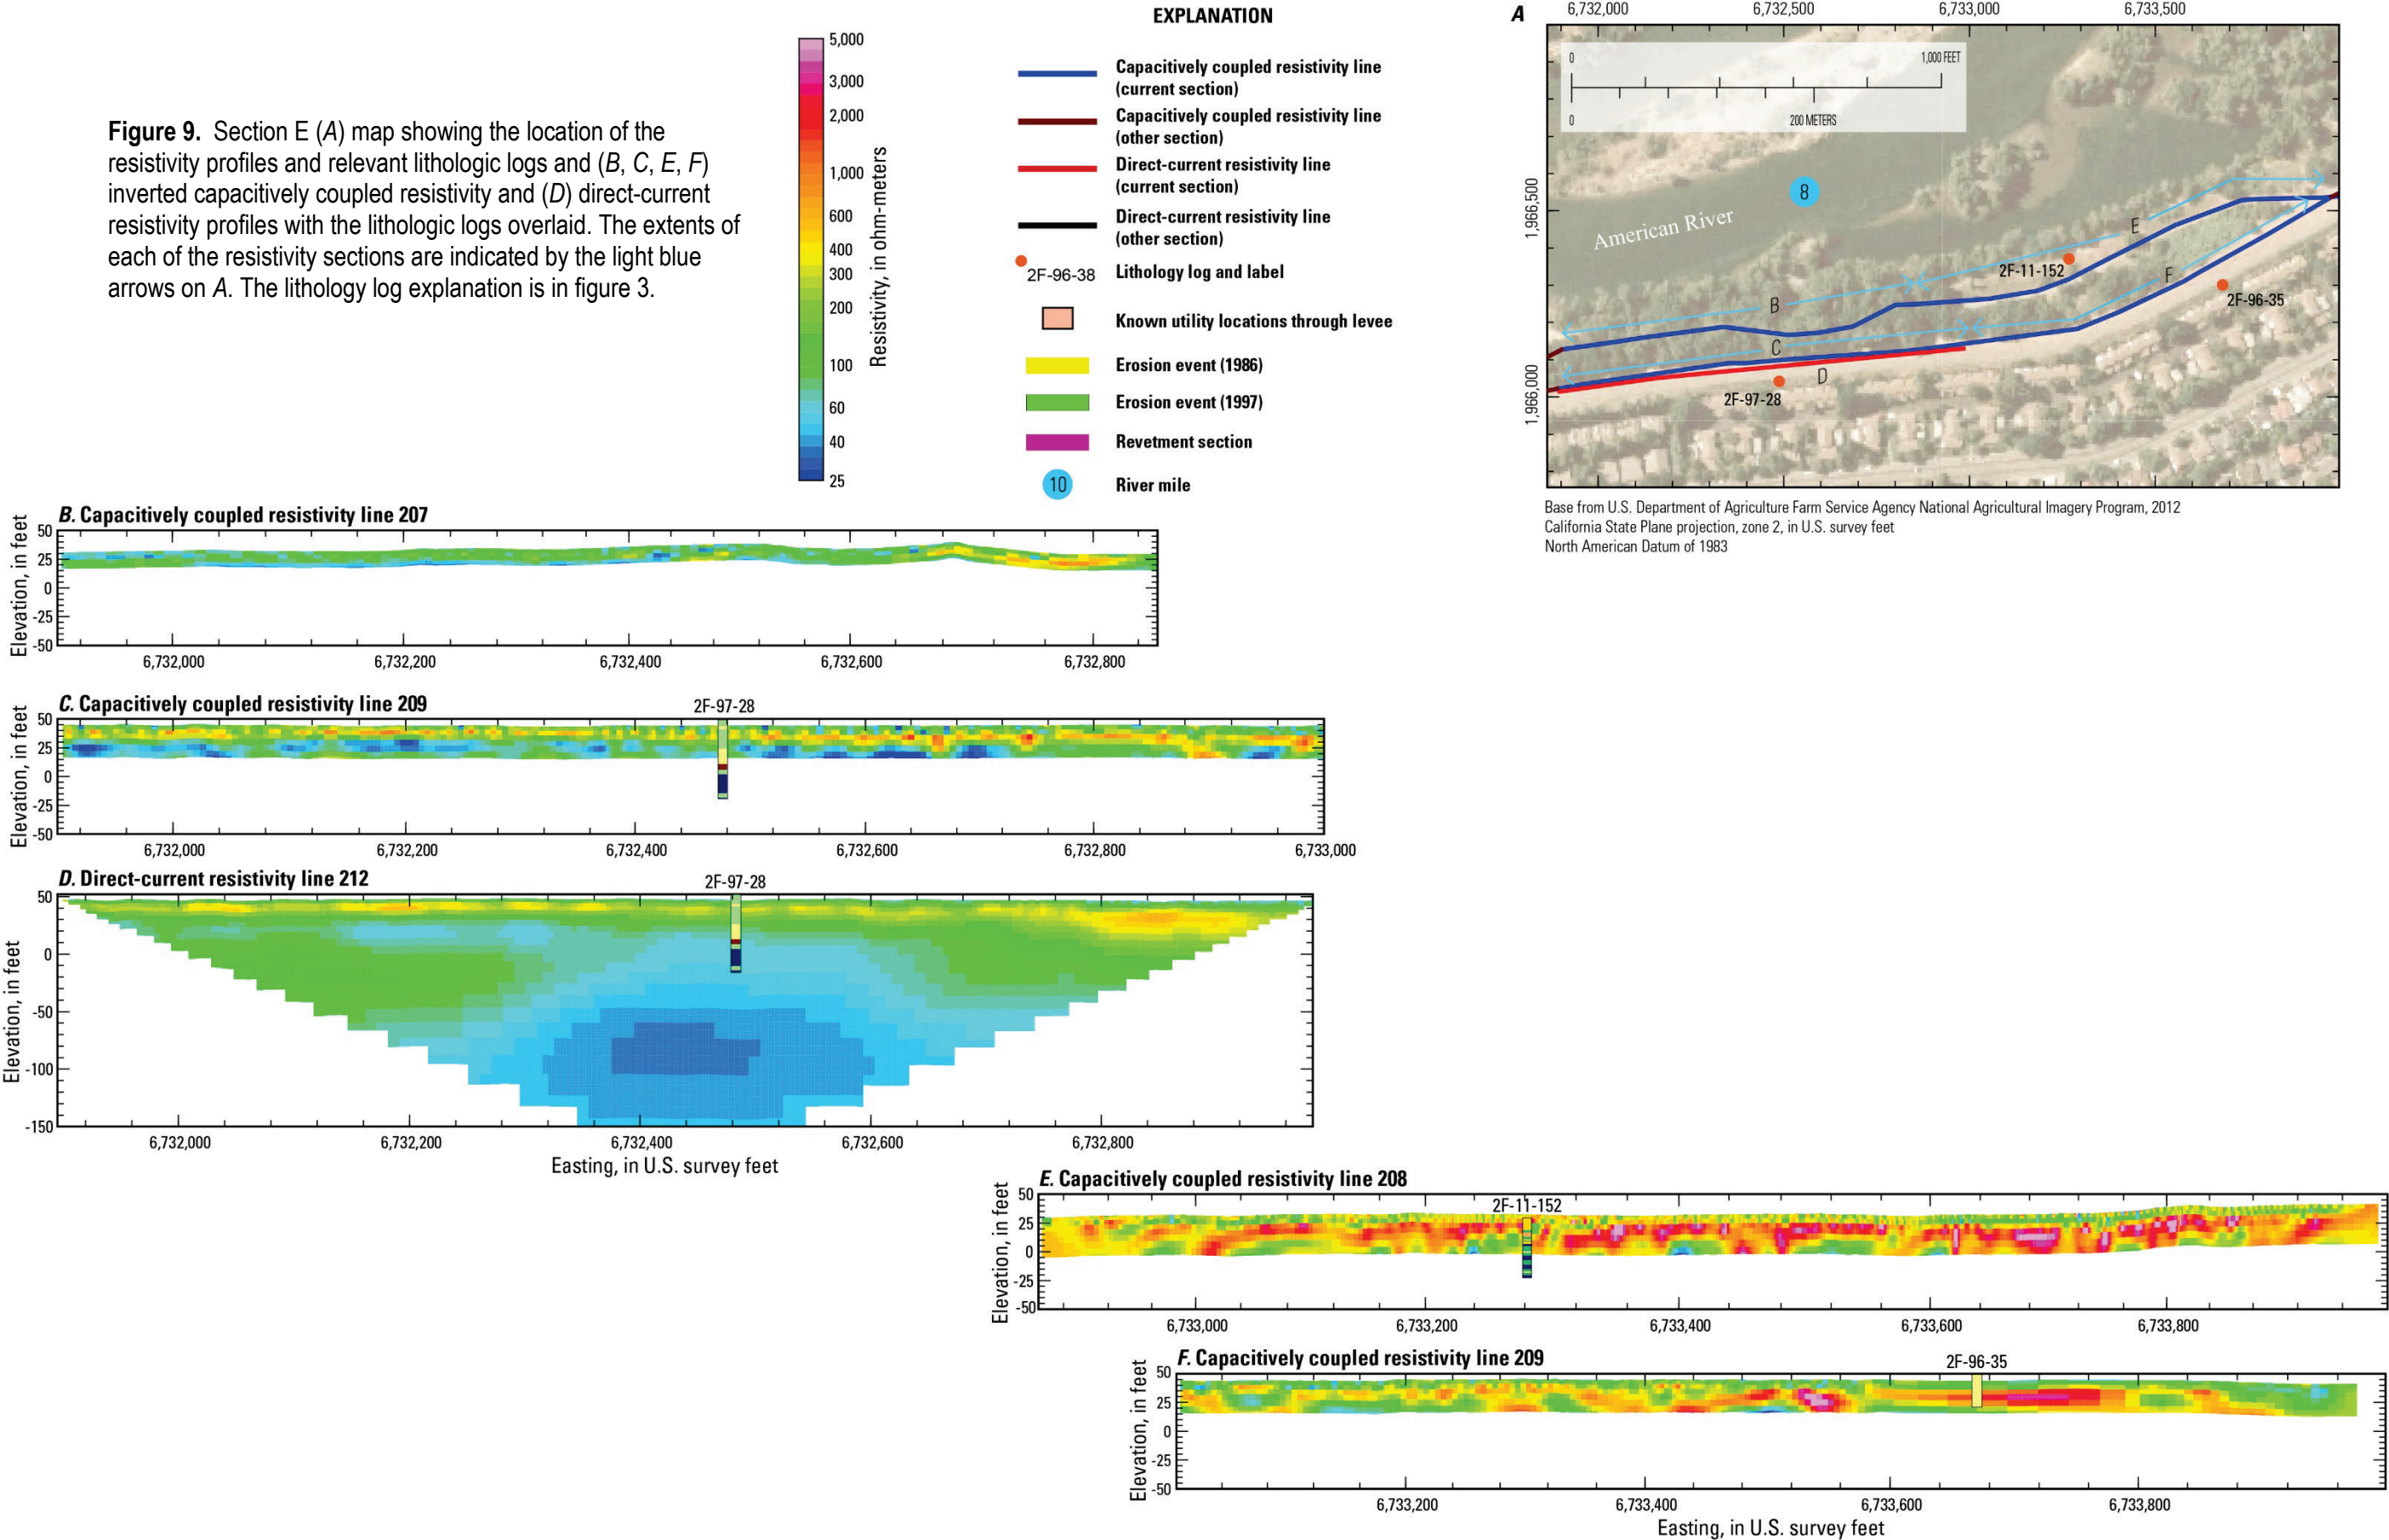 Figure 9. Section E (A) map showing the location of the
resistivity profiles and relevant lithologic logs and (B, C, E, F)
inverted capacitively coupled resistivity and (D) direct-current
resistivity profiles with the lithologic logs overlaid. The extents of
each of the resistivity sections are indicated by the light blue
arrows on A. The lithology log explanation is in figure 3.
5,000
3,000
2,000
1,000
600
400
300
200
100
60
40
25
Resistivity, in ohm-meters
EXPLANATION
Capacitively coupled resistivity line
(current section)
Capacitively coupled resistivity line
(other section)
Direct-current resistivity line
(current section)
Direct-current resistivity line
(other section)
2F-96-38 Lithology log and label
Known utility locations through levee
Erosion event (1986)
Erosion event (1997)
Revetment section
10 River mile
A
6,732,000 6,732,500 6,733,000 6,733,500
0 1,000 FEET
0 200 METERS
1,966,500
1,966,000
8
American River
E
2F-11-152
F
2F-96-35
B
C
D
2F-97-28
Base from U.S. Department of Agriculture Farm Service Agency National Agricultural Imagery Program, 2012
California State Plane projection, zone 2, in U.S. survey feet
North American Datum of 1983
B. Capacitively coupled resistivity line 207
Elevation, in feet
50
25
0
-25
-50
6,732,000 6,732,200 6,732,400 6,732,600 6,732,800
C. Capacitively coupled resistivity line 209
2F-97-28
Elevation, in feet
50
25
0
-25
-50
6,732,000 6,732,200 6,732,400 6,732,600 6,732,800 6,733,000
D. Direct-current resistivity line 212
2F-97-28
Elevation, in feet
50
0
-50
-100
-150
6,732,000 6,732,200 6,732,400 6,732,600 6,732,800
Easting, in U.S. survey feet
E. Capacitively coupled resistivity line 208
2F-11-152
Elevation, in feet
50
25
0
-25
-50
6,733,000 6,733,200 6,733,400 6,733,600 6,733,800
F. Capacitively coupled resistivity line 209
2F-96-35
Elevation, in feet
50
25
0
-25
-50
6,733,200 6,733,400 6,733,600 6,733,800
Easting, in U.S. survey feet